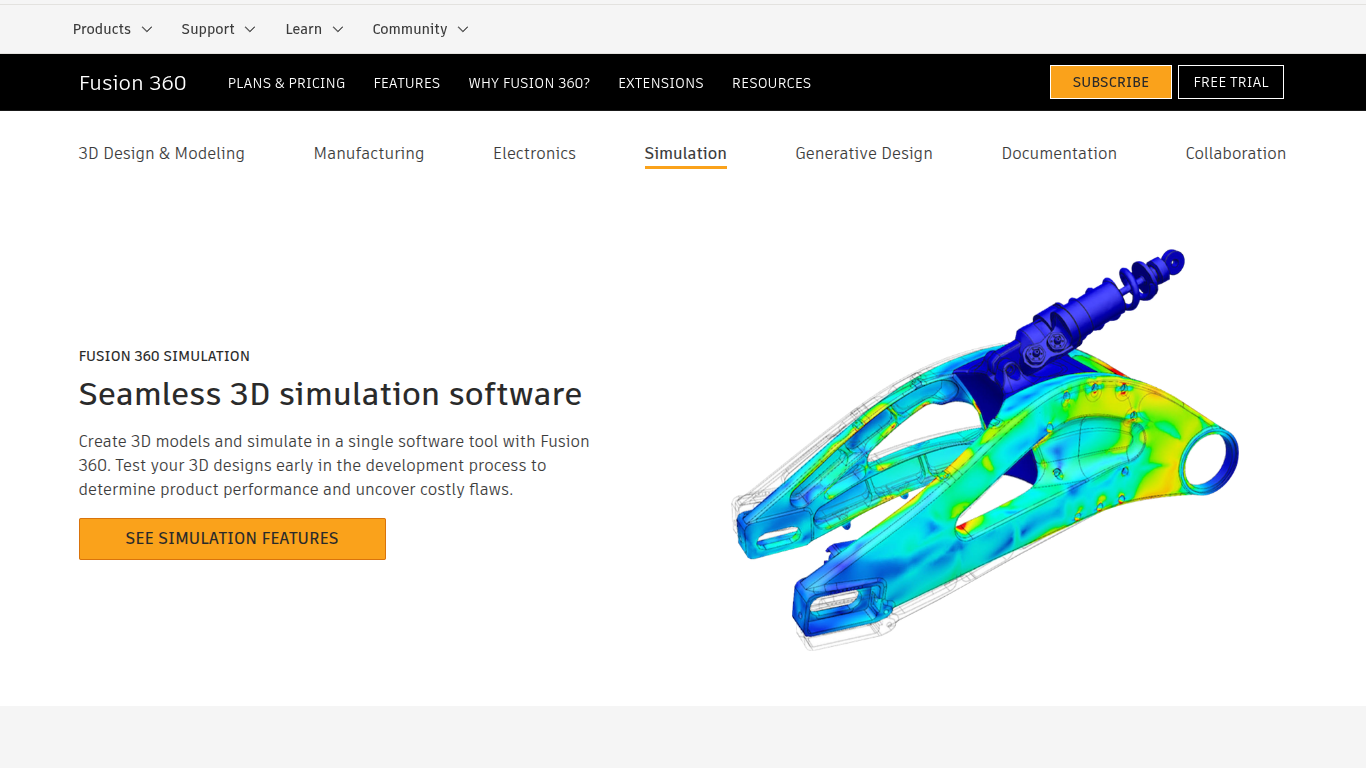 Products Support Learn Community
Fusion 360 PLANS & PRICING FEATURES WHY FUSION 360? EXTENSIONS RESOURCES SUBSCRIBE FREE TRIAL
3D Design & Modeling Manufacturing Electronics Simulation Generative Design Documentation Collaboration
FUSION 360 SIMULATION
Seamless 3D simulation software
Create 3D models and simulate in a single software tool with Fusion
360. Test your 3D designs early in the development process to
determine product performance and uncover costly flaws.
SEE SIMULATION FEATURES